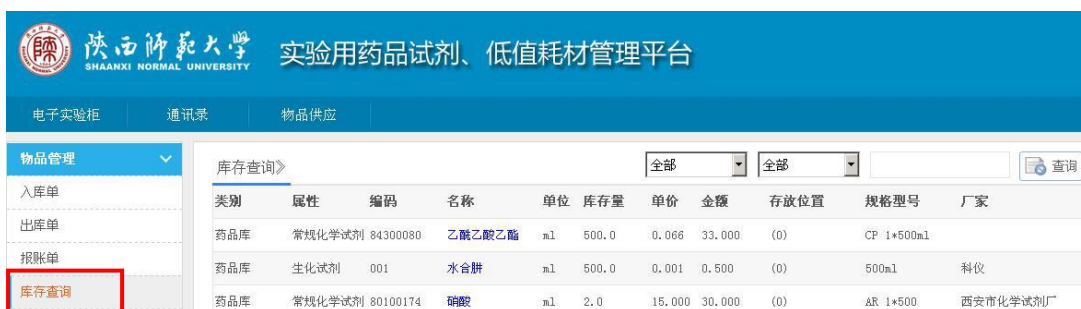 陕西师范大学
SHAANXI NORMAL UNIVERSITY
实验用药品试剂、低值耗材管理平台
电子实验柜 通讯录 物品供应
物品管理
入库单
出库单
报账单
库存查询
库存查询》 全部 全部 查询
类别 属性 编码 名称 单位 库存量 单价 金额 存放位置 规格型号 厂家
药品库 常规化学试剂 84300080 乙酰乙酸乙酯 ml 500.0 0.066 33.000 (0) CP 1*500ml
药品库 生化试剂 001 水合肼 ml 500.0 0.001 0.500 (0) 500ml 科仪
药品库 常规化学试剂 80100174 硝酸 ml 2.0 15.000 30.000 (0) AR 1*500 西安市化学试剂厂